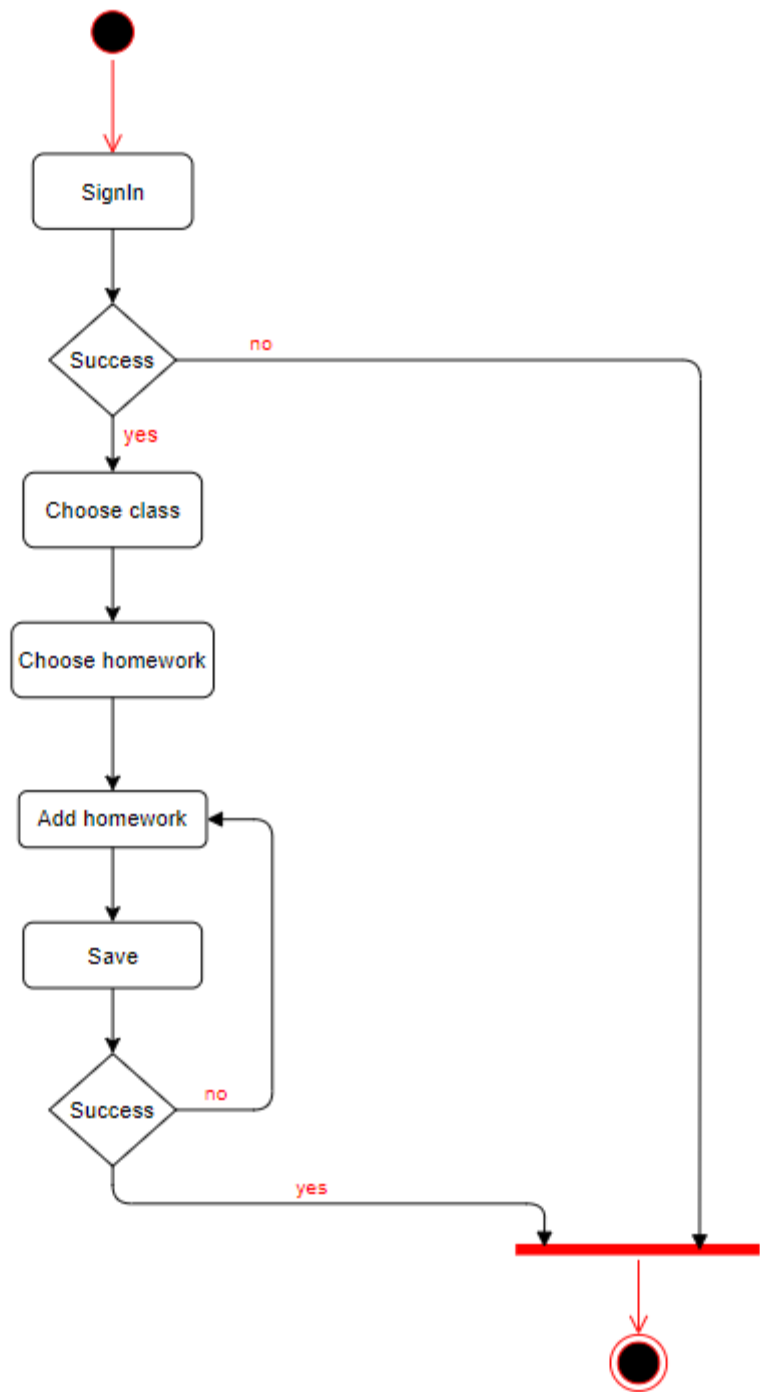 SignIn
Success
no
yes
Choose class
Choose homework
Add homework
Save
Success
no
yes